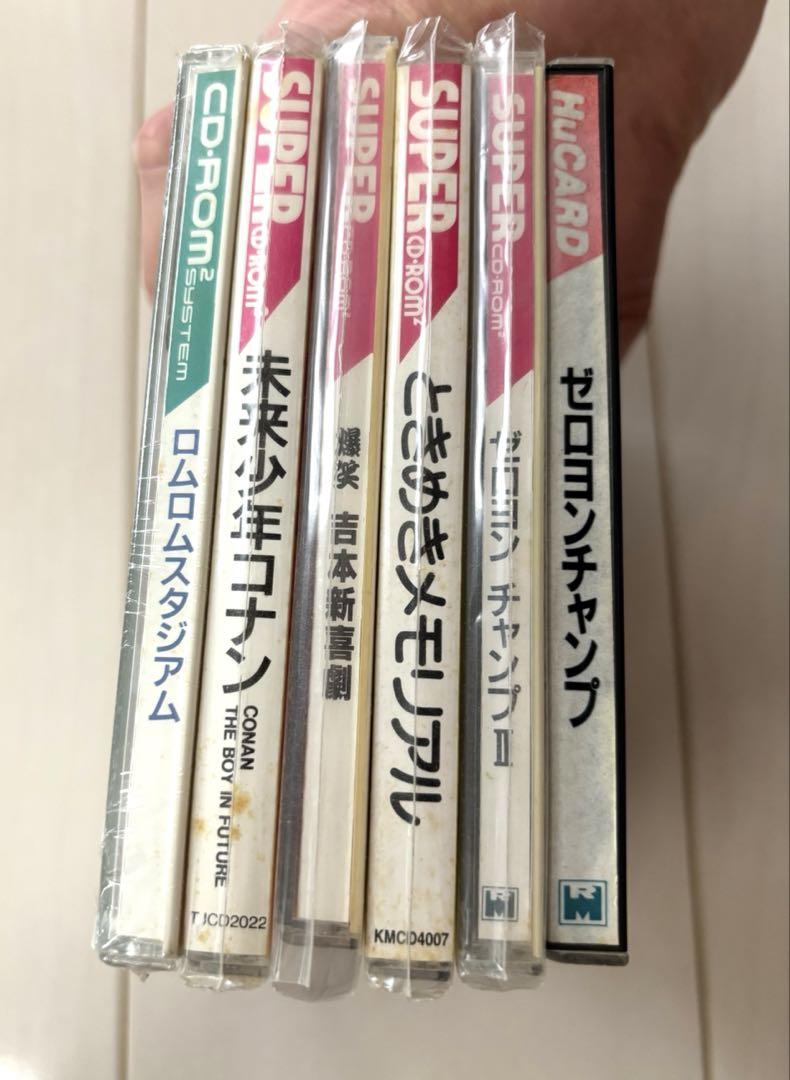 CD・ROM² SYSTEM
ロムロムスタジアム
SUPER CD・ROM²
未来少年コナン
CONAN
THE BOY IN FUTURE
TJCD2022
SUPER CD・ROM²
爆笑 吉本新喜劇
SUPER CD・ROM²
ときめきメモリアル
KMCD4007
SUPER CD・ROM²
ゼロヨン チャンプⅡ
HuCARD
ゼロヨンチャンプ